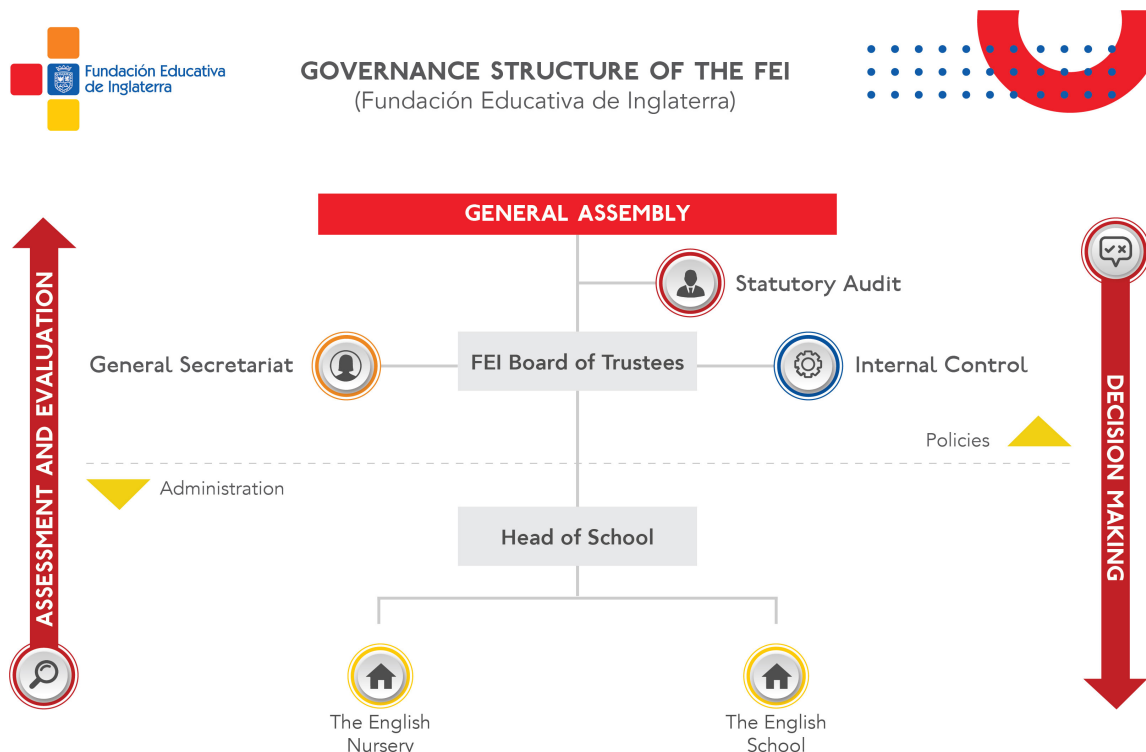 Fundación Educativa
de Inglaterra
GOVERNANCE STRUCTURE OF THE FEI
(Fundación Educativa de Inglaterra)
GENERAL ASSEMBLY
Statutory Audit
General Secretariat
FEI Board of Trustees
Internal Control
ASSESSMENT AND EVALUATION
DECISION MAKING
Policies
Administration
Head of School
The English
Nursery
The English
School